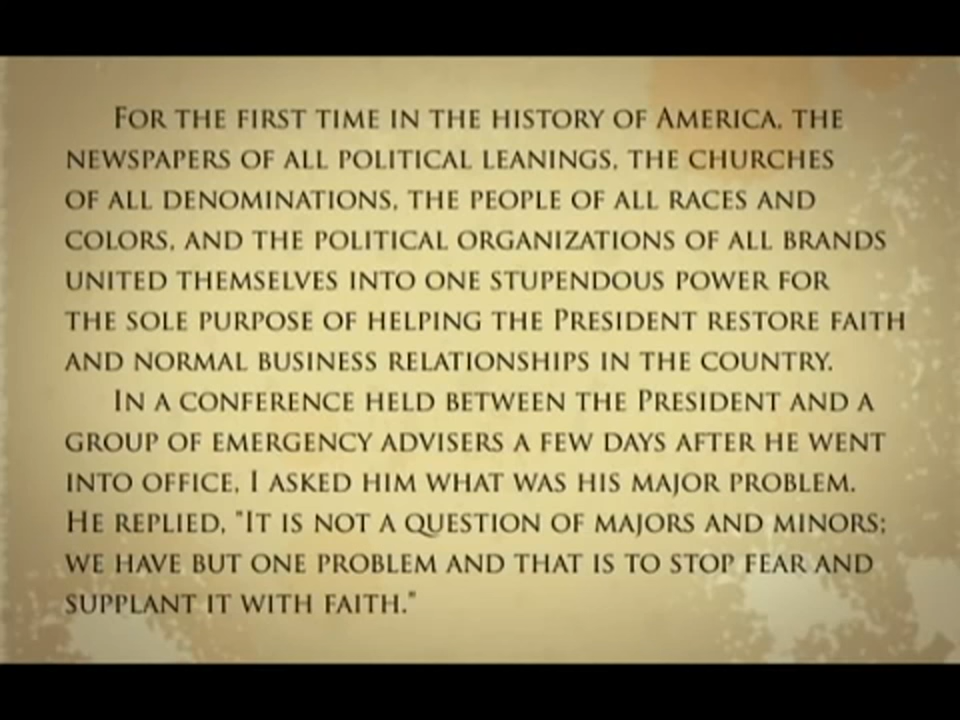 For the first time in the history of America, the
newspapers of all political leanings, the churches
of all denominations, the people of all races and
colors, and the political organizations of all brands
united themselves into one stupendous power for
the sole purpose of helping the President restore faith
and normal business relationships in the country.
In a conference held between the President and a
group of emergency advisers a few days after he went
into office, I asked him what was his major problem.
He replied, "It is not a question of majors and minors;
we have but one problem and that is to stop fear and
supplant it with faith."